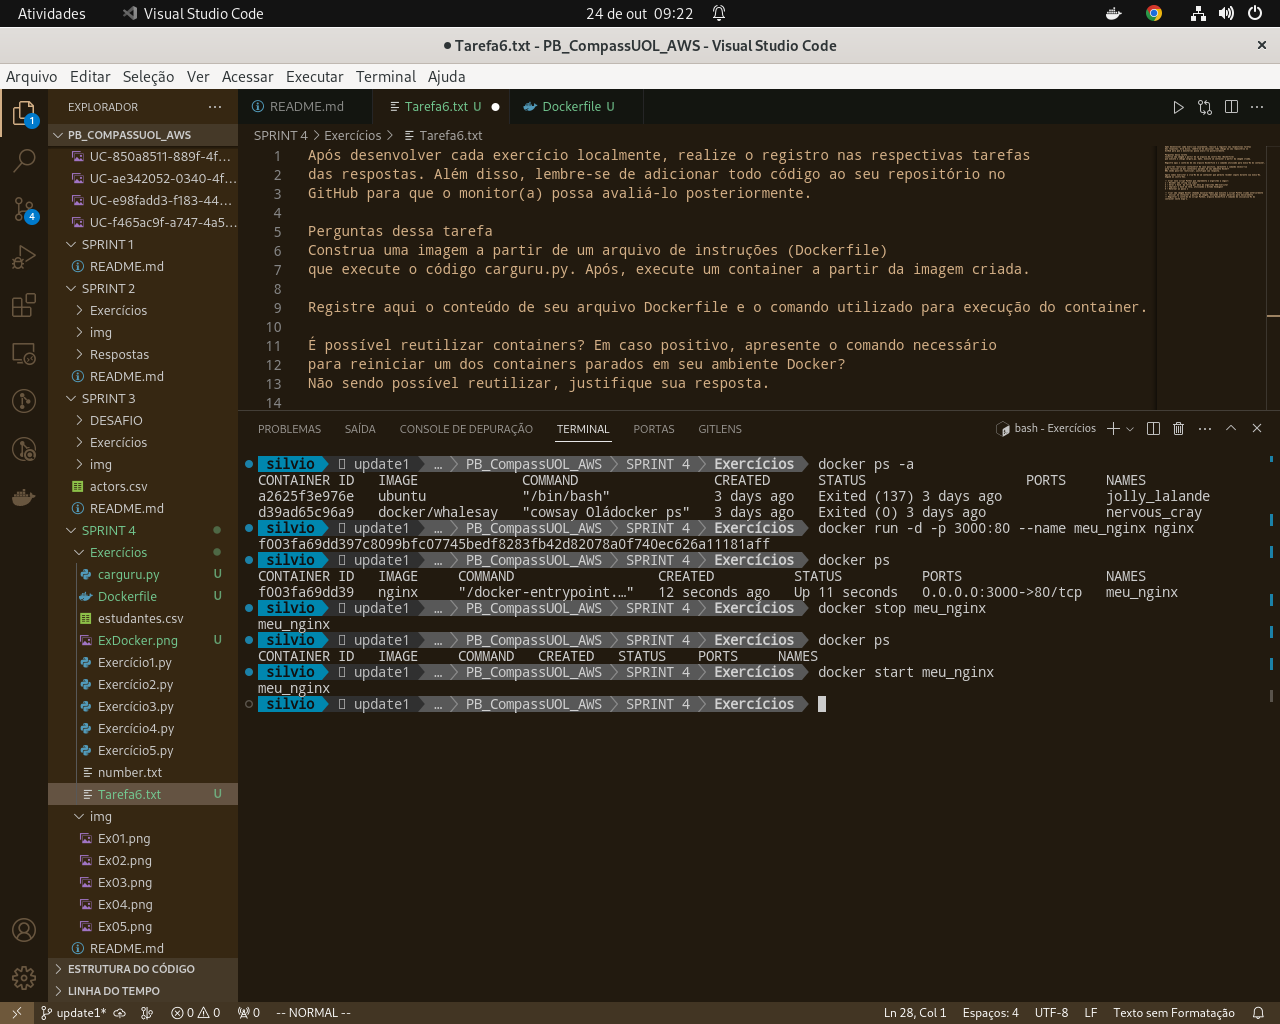 Atividades
Visual Studio Code
24 de out 09:22
● Tarefa6.txt - PB_CompassUOL_AWS - Visual Studio Code
Arquivo Editar Seleção Ver Acessar Executar Terminal Ajuda
EXPLORADOR
PB_COMPASSUOL_AWS
UC-850a8511-889f-4f...
UC-ae342052-0340-4f...
UC-e98fadd3-f183-44...
UC-f465ac9f-a747-4a5...
SPRINT 1
README.md
SPRINT 2
Exercícios
img
Respostas
README.md
SPRINT 3
DESAFIO
Exercícios
img
actors.csv
README.md
SPRINT 4
Exercícios
carguru.py U
Dockerfile U
estudantes.csv
ExDocker.png U
Exercício1.py
Exercício2.py
Exercício3.py
Exercício4.py
Exercício5.py
number.txt
Tarefa6.txt U
img
Ex01.png
Ex02.png
Ex03.png
Ex04.png
Ex05.png
README.md
ESTRUTURA DO CÓDIGO
LINHA DO TEMPO
1
4
README.md
Tarefa6.txt U
Dockerfile U
SPRINT 4 > Exercícios > Tarefa6.txt
1 Após desenvolver cada exercício localmente, realize o registro nas respectivas tarefas
2 das respostas. Além disso, lembre-se de adicionar todo código ao seu repositório no
3 GitHub para que o monitor(a) possa avaliá-lo posteriormente.
4
5 Perguntas dessa tarefa
6 Construa uma imagem a partir de um arquivo de instruções (Dockerfile)
7 que execute o código carguru.py. Após, execute um container a partir da imagem criada.
8
9 Registre aqui o conteúdo de seu arquivo Dockerfile e o comando utilizado para execução do container.
10
11 É possível reutilizar containers? Em caso positivo, apresente o comando necessário
12 para reiniciar um dos containers parados em seu ambiente Docker?
13 Não sendo possível reutilizar, justifique sua resposta.
14
PROBLEMAS SAÍDA CONSOLE DE DEPURAÇÃO TERMINAL PORTAS GITLENS
bash - Exercícios
silvio update1 … PB_CompassUOL_AWS SPRINT 4 Exercícios docker ps -a
CONTAINER ID IMAGE COMMAND CREATED STATUS PORTS NAMES
a2625f3e976e ubuntu "/bin/bash" 3 days ago Exited (137) 3 days ago jolly_lalande
d39ad65c96a9 docker/whalesay "cowsay Oládocker ps" 3 days ago Exited (0) 3 days ago nervous_cray
silvio update1 … PB_CompassUOL_AWS SPRINT 4 Exercícios docker run -d -p 3000:80 --name meu_nginx nginx
f003fa69dd397c8099bfc07745bedf8283fb42d82078a0f740ec626a11181aff
silvio update1 … PB_CompassUOL_AWS SPRINT 4 Exercícios docker ps
CONTAINER ID IMAGE COMMAND CREATED STATUS PORTS NAMES
f003fa69dd39 nginx "/docker-entrypoint.…" 12 seconds ago Up 11 seconds 0.0.0.0:3000->80/tcp meu_nginx
silvio update1 … PB_CompassUOL_AWS SPRINT 4 Exercícios docker stop meu_nginx
meu_nginx
silvio update1 … PB_CompassUOL_AWS SPRINT 4 Exercícios docker ps
CONTAINER ID IMAGE COMMAND CREATED STATUS PORTS NAMES
silvio update1 … PB_CompassUOL_AWS SPRINT 4 Exercícios docker start meu_nginx
meu_nginx
silvio update1 … PB_CompassUOL_AWS SPRINT 4 Exercícios
update1* 0 0 0 -- NORMAL -- Ln 28, Col 1 Espaços: 4 UTF-8 LF Texto sem Formatação